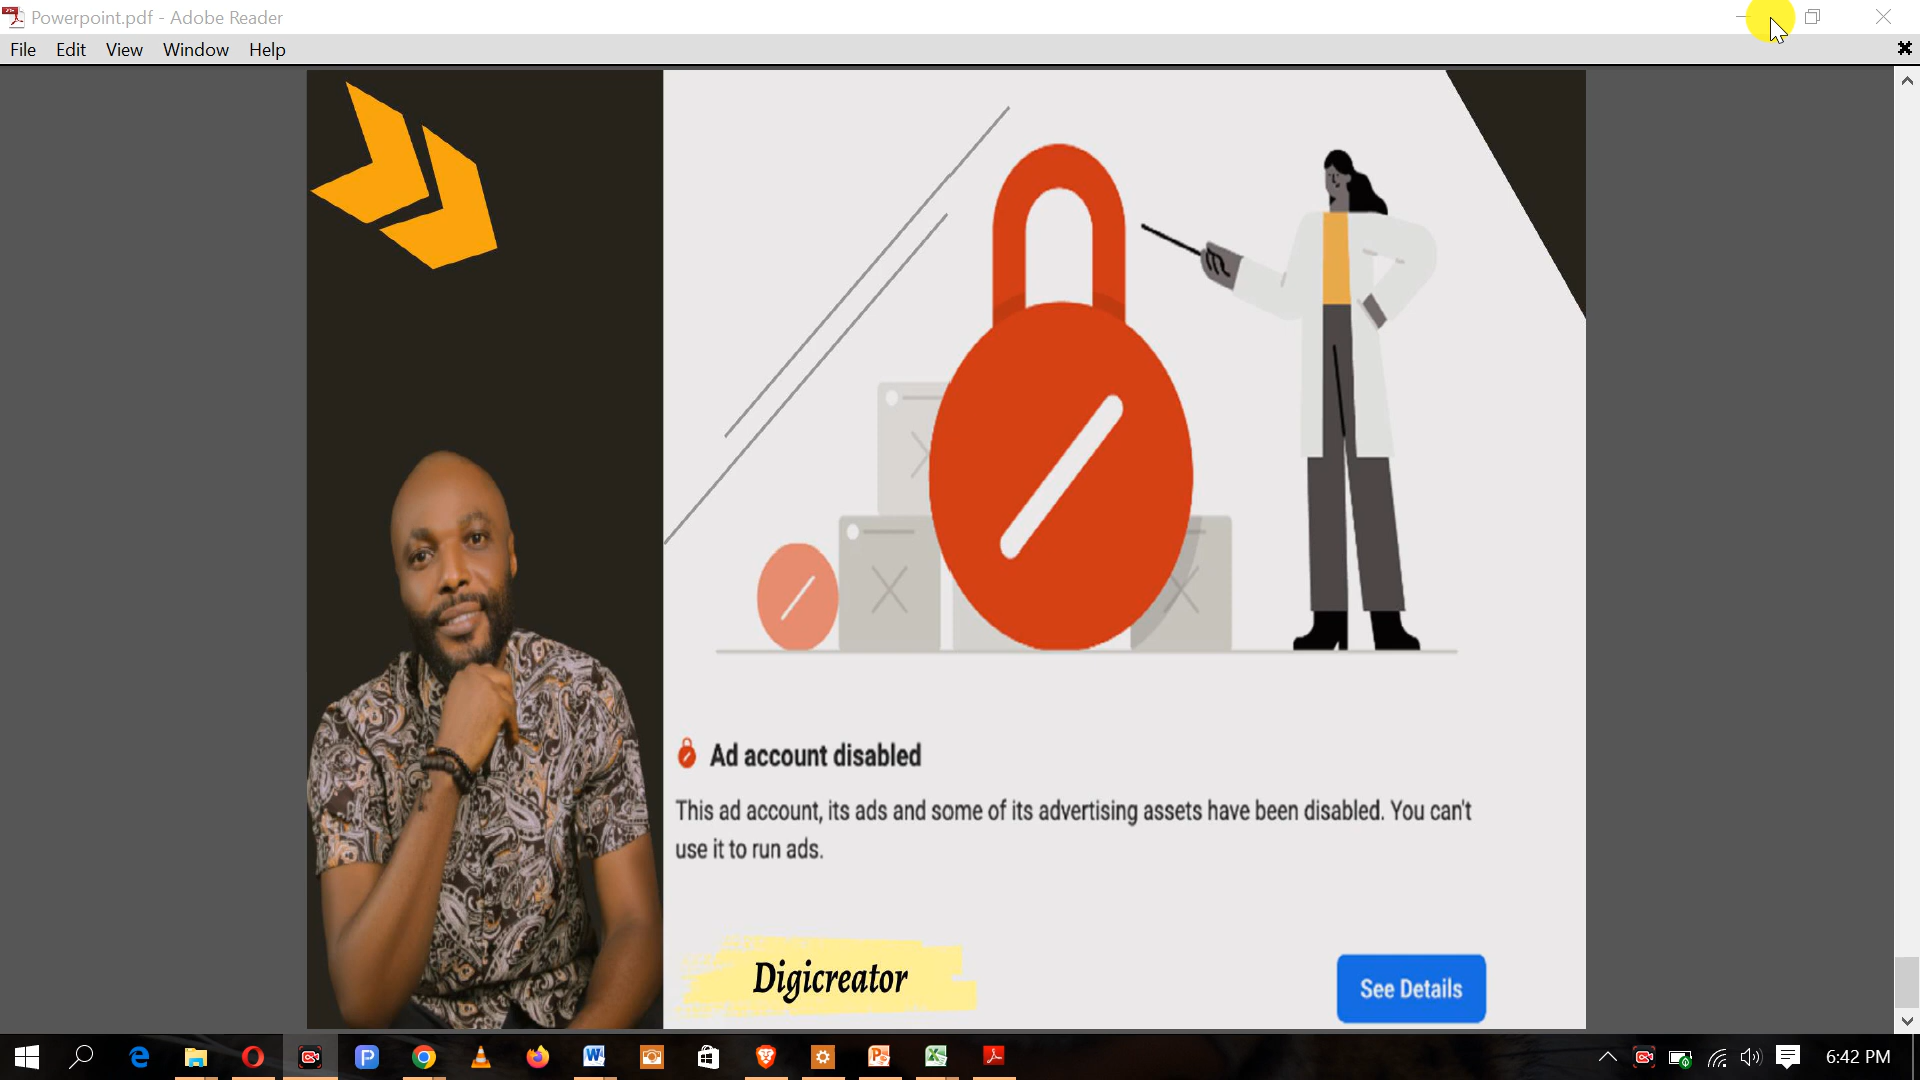 Powerpoint.pdf - Adobe Reader
File Edit View Window Help
Ad account disabled
This ad account, its ads and some of its advertising assets have been disabled. You can't
use it to run ads.
Digicreator
See Details
6:42 PM